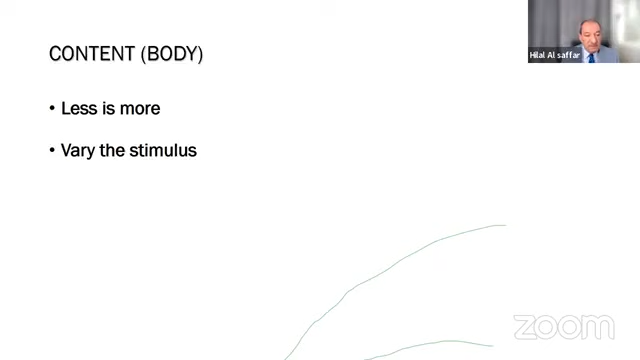 Hilal Al saffar
CONTENT (BODY)
• Less is more
• Vary the stimulus
zoom